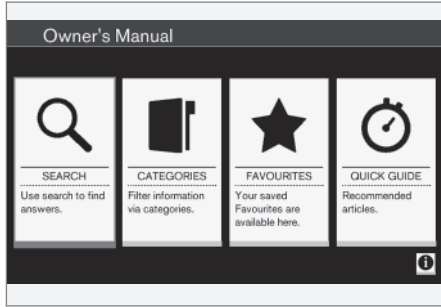 Owner's Manual
SEARCH
Use search to find
answers.
CATEGORIES
Filter information
via categories.
FAVOURITES
Your saved
Favourites are
available here.
QUICK GUIDE
Recommended
articles.
i